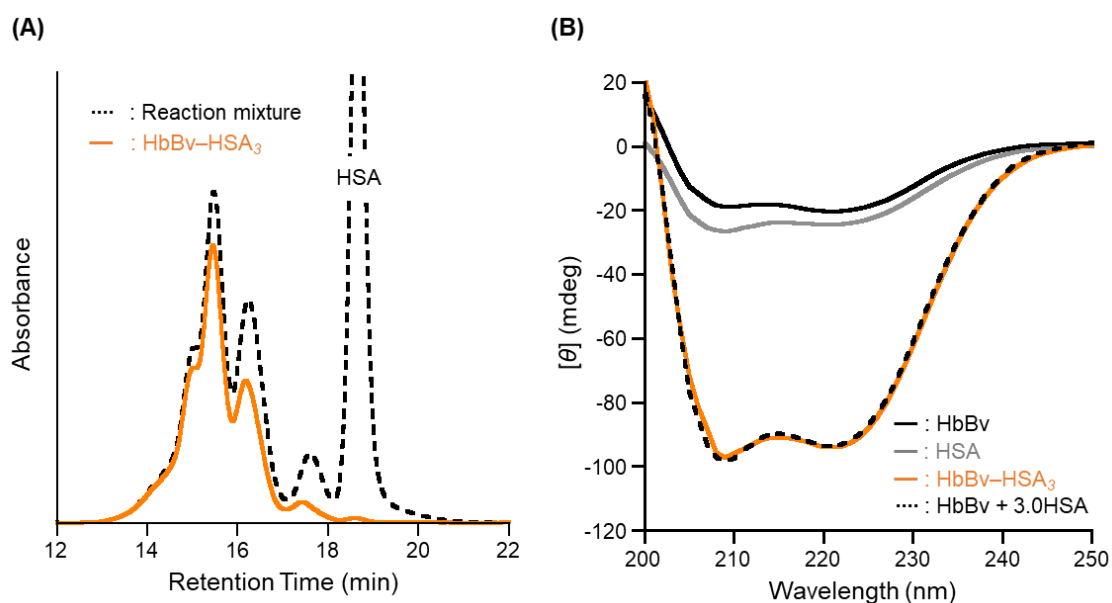 (A)
Absorbance
: Reaction mixture
: HbBv–HSA₃
HSA
12 14 16 18 20 22
Retention Time (min)
(B)
[θ] (mdeg)
20
0
-20
-40
-60
-80
-100
-120
: HbBv
: HSA
: HbBv–HSA₃
: HbBv + 3.0HSA
200 210 220 230 240 250
Wavelength (nm)